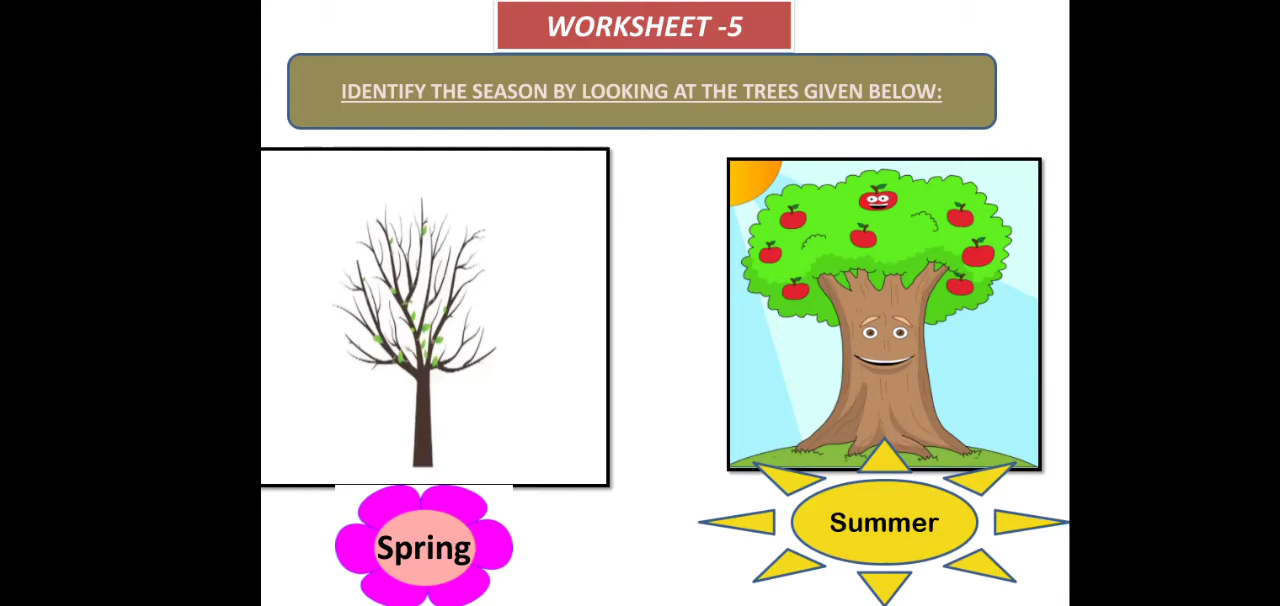 WORKSHEET -5
IDENTIFY THE SEASON BY LOOKING AT THE TREES GIVEN BELOW:
Spring
Summer